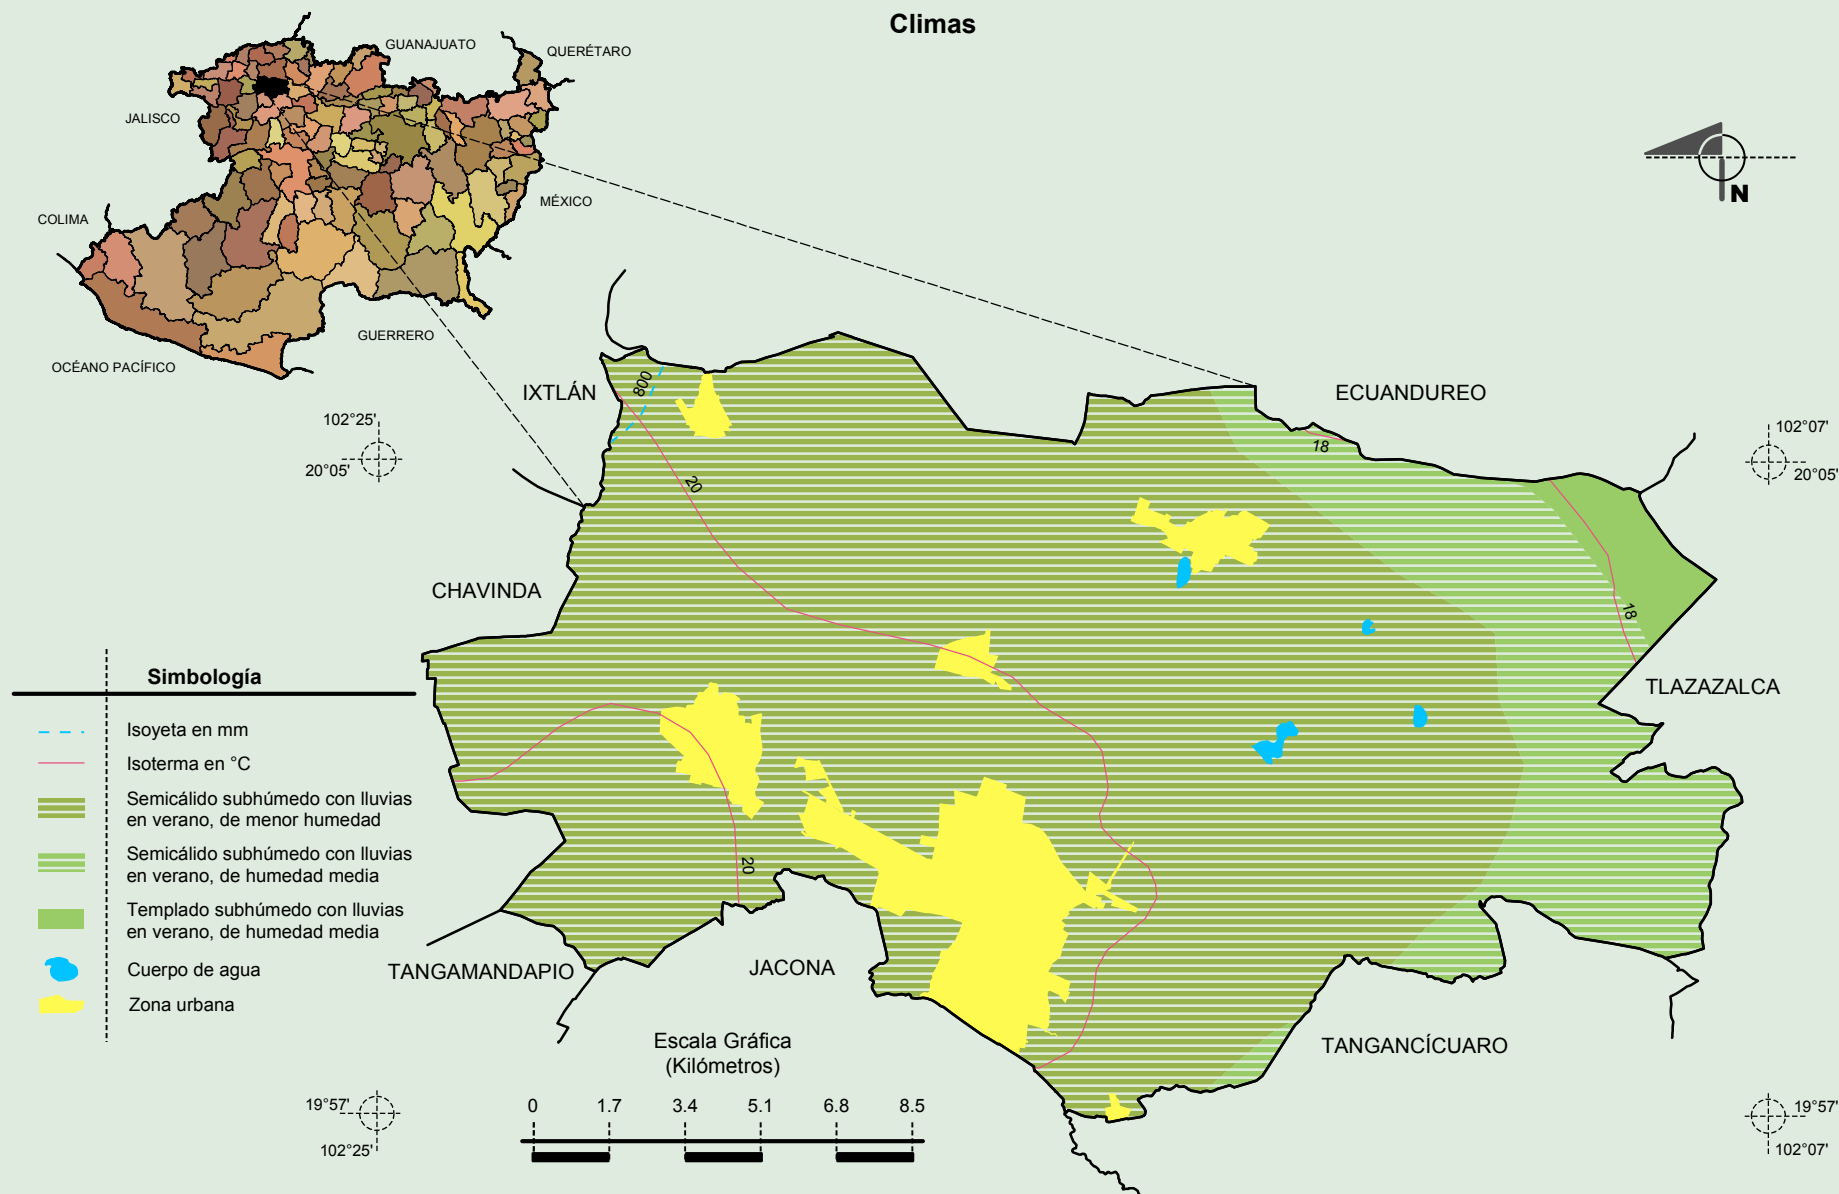 Climas
GUANAJUATO
QUERÉTARO
JALISCO
COLIMA
MÉXICO
GUERRERO
OCÉANO PACÍFICO
N
IXTLÁN
800
ECUANDUREO
102°25'
20°05'
18
102°07'
20°05'
20
CHAVINDA
18
TLAZAZALCA
Simbología
Isoyeta en mm
Isoterma en °C
Semicálido subhúmedo con lluvias
en verano, de menor humedad
Semicálido subhúmedo con lluvias
en verano, de humedad media
Templado subhúmedo con lluvias
en verano, de humedad media
Cuerpo de agua
Zona urbana
20
TANGAMANDAPIO
JACONA
TANGANCÍCUARO
Escala Gráfica
(Kilómetros)
0 1.7 3.4 5.1 6.8 8.5
19°57'
102°25'
19°57'
102°07'